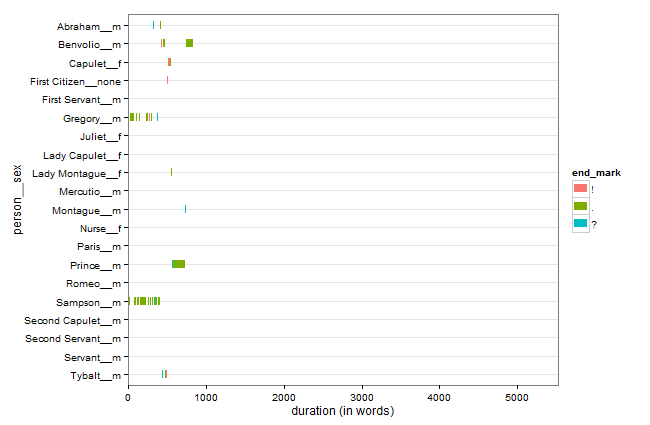 Abraham__m
Benvolio__m
Capulet__f
First Citizen__none
First Servant__m
Gregory__m
Juliet__f
Lady Capulet__f
Lady Montague__f
Mercutio__m
Montague__m
Nurse__f
Paris__m
Prince__m
Romeo__m
Sampson__m
Second Capulet__m
Second Servant__m
Servant__m
Tybalt__m
person__sex
0 1000 2000 3000 4000 5000
duration (in words)
end_mark
!
.
?